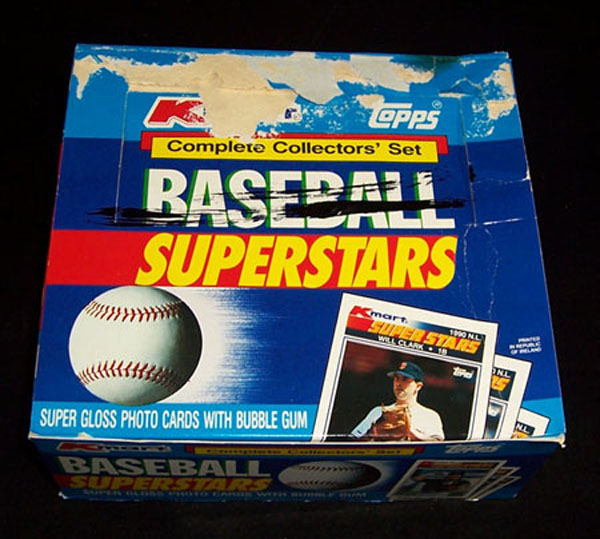 K
Topps
Complete Collectors' Set
BASEBALL
SUPERSTARS
Kmart
SUPER STARS
1990 N.L.
WILL CLARK • 1B
Topps
PRINTED
IN REPUBLIC
OF IRELAND
N.L.
N.L.
SUPER GLOSS PHOTO CARDS WITH BUBBLE GUM
Kmart
Complete Collectors' Set
BASEBALL
SUPERSTARS
SUPER GLOSS PHOTO CARDS WITH BUBBLE GUM